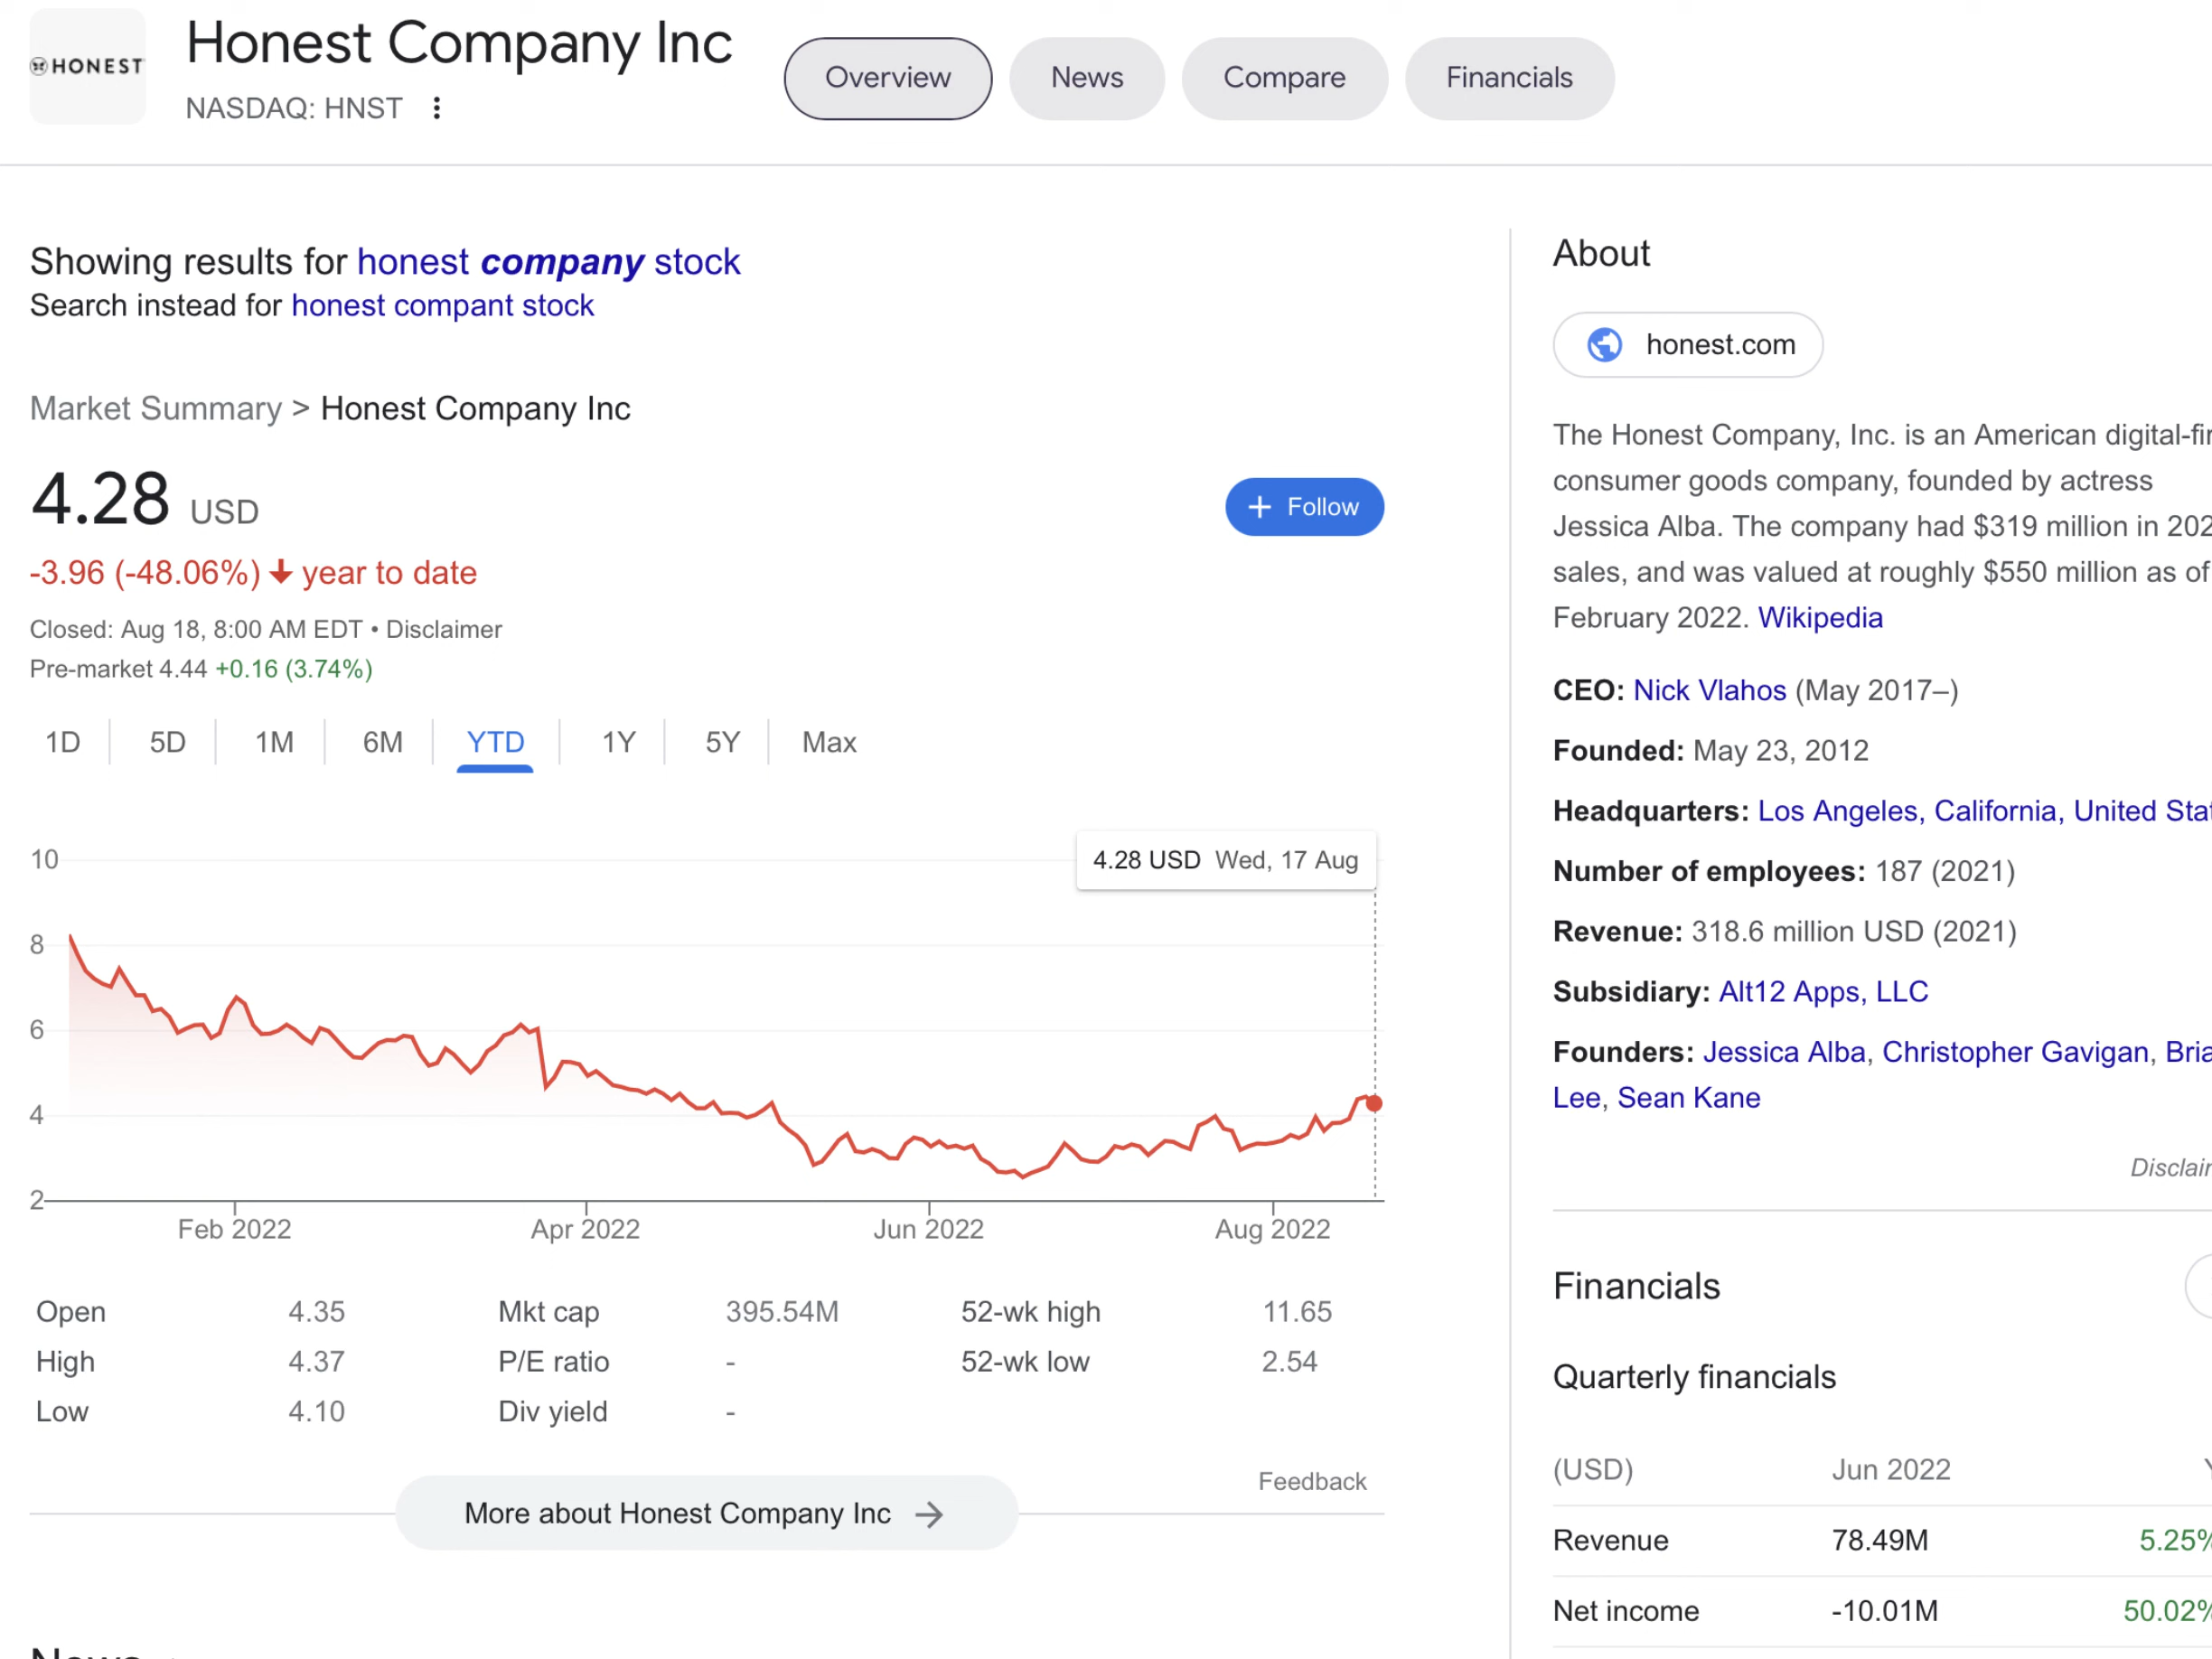 HONEST
Honest Company Inc
NASDAQ: HNST
Overview
News
Compare
Financials
Showing results for honest company stock
Search instead for honest compant stock
Market Summary > Honest Company Inc
4.28 USD
+ Follow
-3.96 (-48.06%) ↓ year to date
Closed: Aug 18, 8:00 AM EDT • Disclaimer
Pre-market 4.44 +0.16 (3.74%)
1D 5D 1M 6M YTD 1Y 5Y Max
4.28 USD Wed, 17 Aug
10
8
6
4
2
Feb 2022 Apr 2022 Jun 2022 Aug 2022
Open 4.35 Mkt cap 395.54M 52-wk high 11.65
High 4.37 P/E ratio - 52-wk low 2.54
Low 4.10 Div yield -
Feedback
More about Honest Company Inc →
About
honest.com
The Honest Company, Inc. is an American digital-fir
consumer goods company, founded by actress
Jessica Alba. The company had $319 million in 202
sales, and was valued at roughly $550 million as of
February 2022. Wikipedia
CEO: Nick Vlahos (May 2017–)
Founded: May 23, 2012
Headquarters: Los Angeles, California, United Stat
Number of employees: 187 (2021)
Revenue: 318.6 million USD (2021)
Subsidiary: Alt12 Apps, LLC
Founders: Jessica Alba, Christopher Gavigan, Bria
Lee, Sean Kane
Disclair
Financials
Quarterly financials
(USD) Jun 2022
Revenue 78.49M 5.25%
Net income -10.01M 50.02%